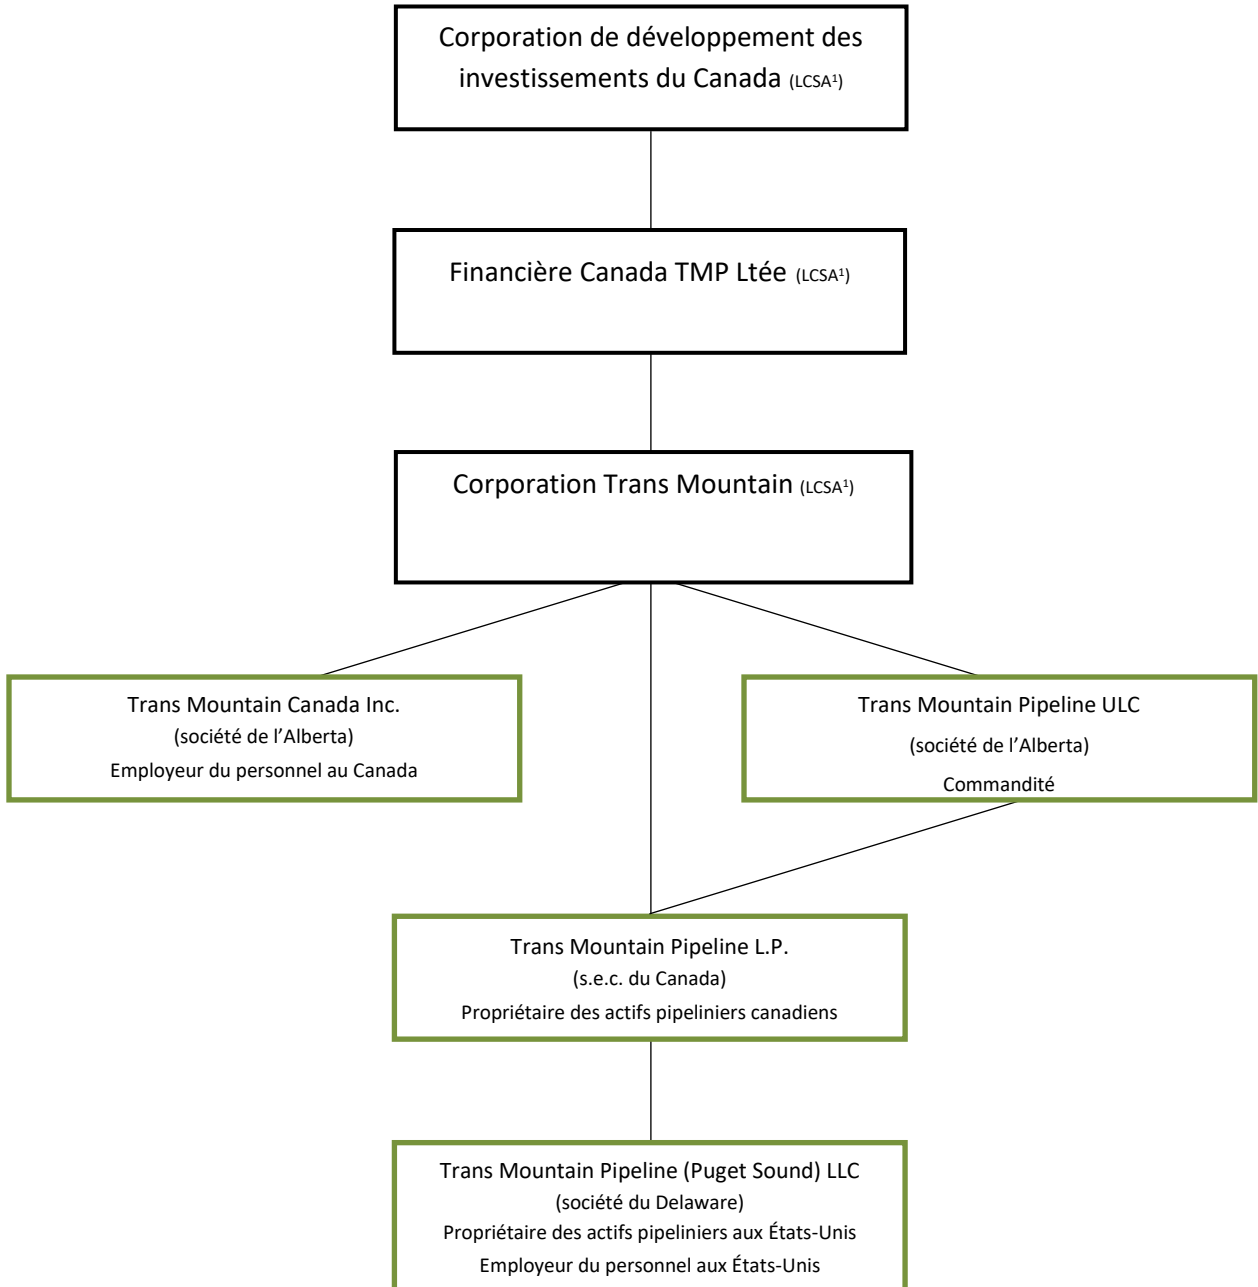 Corporation de développement des
investissements du Canada (LCSA¹)
Financière Canada TMP Ltée (LCSA¹)
Corporation Trans Mountain (LCSA¹)
Trans Mountain Canada Inc.
(société de l’Alberta)
Employeur du personnel au Canada
Trans Mountain Pipeline ULC
(société de l’Alberta)
Commandité
Trans Mountain Pipeline L.P.
(s.e.c. du Canada)
Propriétaire des actifs pipeliniers canadiens
Trans Mountain Pipeline (Puget Sound) LLC
(société du Delaware)
Propriétaire des actifs pipeliniers aux États-Unis
Employeur du personnel aux États-Unis